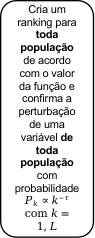 Cria um
ranking para
toda
população
de acordo
com o valor
da função e
confirma a
perturbação
de uma
variável de
toda
população
com
probabilidade
P_k ∝ k^{-τ}
com k =
1, L